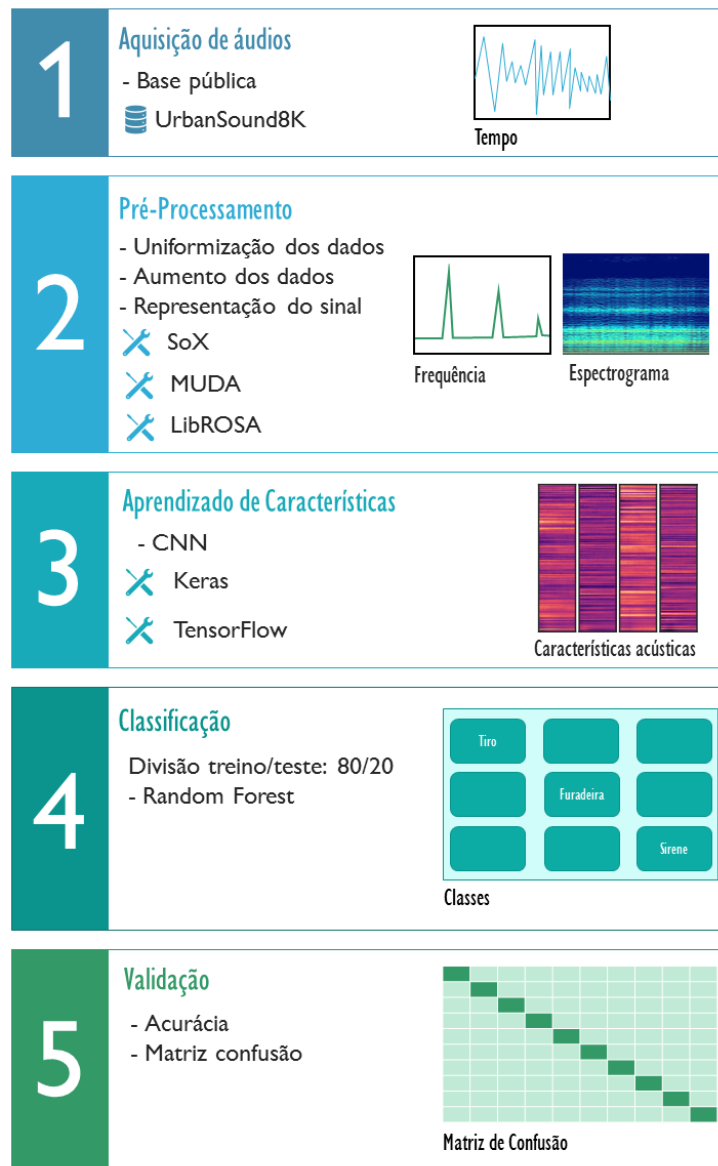 1
Aquisição de áudios
- Base pública
UrbanSound8K
Tempo
2
Pré-Processamento
- Uniformização dos dados
- Aumento dos dados
- Representação do sinal
SoX
MUDA
LibROSA
Frequência
Espectrograma
3
Aprendizado de Características
- CNN
Keras
TensorFlow
Características acústicas
4
Classificação
Divisão treino/teste: 80/20
- Random Forest
Tiro
Furadeira
Sirene
Classes
5
Validação
- Acurácia
- Matriz confusão
Matriz de Confusão